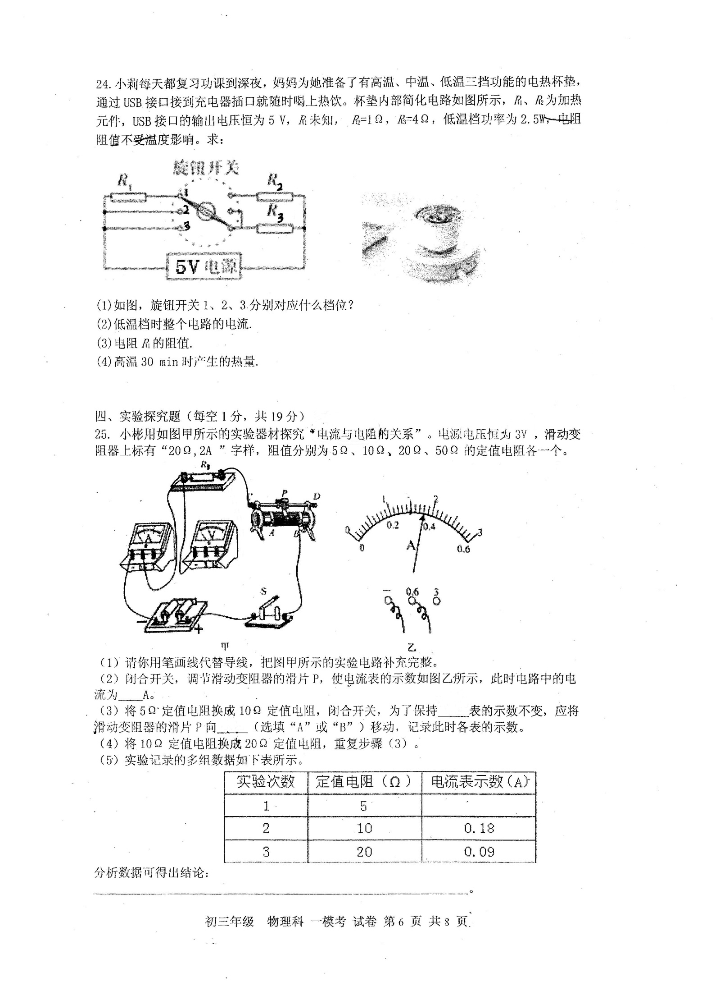 24. 小莉每天都复习功课到深夜，妈妈为她准备了有高温、中温、低温三挡功能的电热杯垫，
通过 USB 接口接到充电器插口就随时喝上热饮。杯垫内部简化电路如图所示，R₁、R₂为加热
元件，USB 接口的输出电压恒为 5 V，R₁未知， R₂=1Ω，R₃=4Ω，低温档功率为 2.5W，电阻
阻值不受温度影响。求：
旋钮开关
R₁
R₂
1
2
3
R₃
5V 电源
(1)如图，旋钮开关 1、2、3 分别对应什么档位?
(2)低温档时整个电路的电流.
(3)电阻 R₁的阻值.
(4)高温 30 min 时产生的热量.
四、实验探究题（每空 1 分，共 19 分）
25. 小彬用如图甲所示的实验器材探究“电流与电阻的关系”。电源电压恒为 3V ，滑动变
阻器上标有“20Ω,2A ”字样，阻值分别为 5Ω、10Ω、20Ω、50Ω 的定值电阻各一个。
P
D
A
B
A
V
S
−
+
甲
0 1 2 3
0 0.2 0.4 0.6
A
− 0.6 3
乙
（1）请你用笔画线代替导线，把图甲所示的实验电路补充完整。
（2）闭合开关，调节滑动变阻器的滑片 P，使电流表的示数如图乙所示，此时电路中的电
流为____A。
（3）将 5Ω 定值电阻换成 10Ω 定值电阻，闭合开关，为了保持_____表的示数不变，应将
滑动变阻器的滑片 P 向_____（选填“A”或“B”）移动，记录此时各表的示数。
（4）将 10Ω 定值电阻换成 20Ω 定值电阻，重复步骤（3）。
（5）实验记录的多组数据如下表所示。
实验次数 定值电阻（Ω） 电流表示数(A)
1 5
2 10 0.18
3 20 0.09
分析数据可得出结论：
______________________________。
初三年级 物理科 一模考 试卷 第 6 页 共 8 页